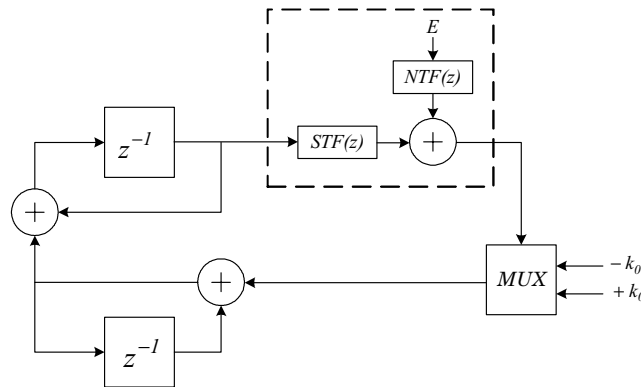 E
NTF(z)
z⁻¹
STF(z)
+
+
MUX
− k₀
+ k₀
+
z⁻¹